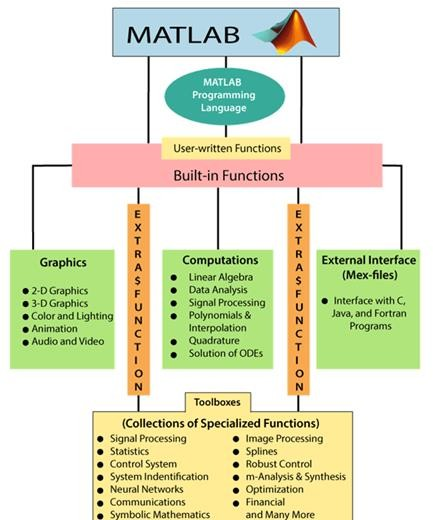 MATLAB
MATLAB
Programming
Language
User-written Functions
Built-in Functions
EXTRA$FUNCTION
EXTRA$FUNCTION
Graphics
● 2-D Graphics
● 3-D Graphics
● Color and Lighting
● Animation
● Audio and Video
Computations
● Linear Algebra
● Data Analysis
● Signal Processing
● Polynomials &
Interpolation
● Quadrature
● Solution of ODEs
External Interface
(Mex-files)
● Interface with C,
Java, and Fortran
Programs
Toolboxes
(Collections of Specialized Functions)
● Signal Processing
● Statistics
● Control System
● System Indentification
● Neural Networks
● Communications
● Symbolic Mathematics
● Image Processing
● Splines
● Robust Control
● m-Analysis & Synthesis
● Optimization
● Financial
and Many More